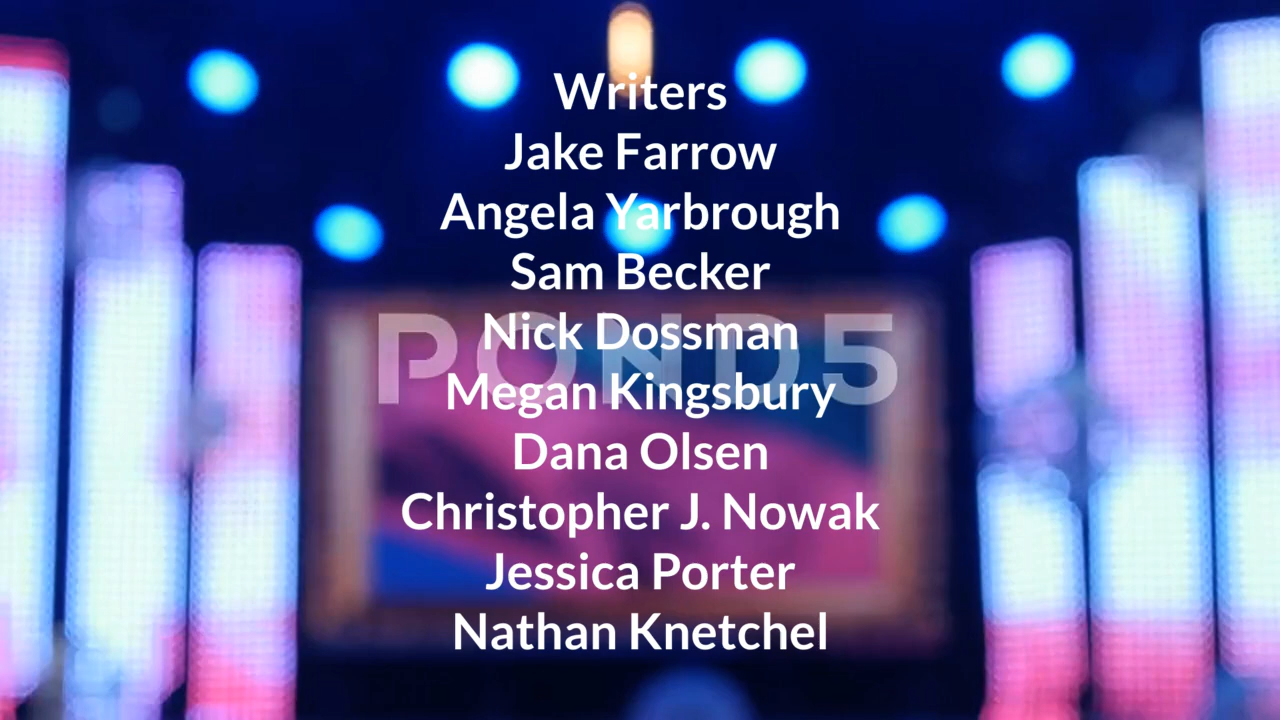 Writers
Jake Farrow
Angela Yarbrough
Sam Becker
Nick Dossman
POND5
Megan Kingsbury
Dana Olsen
Christopher J. Nowak
Jessica Porter
Nathan Knetchel